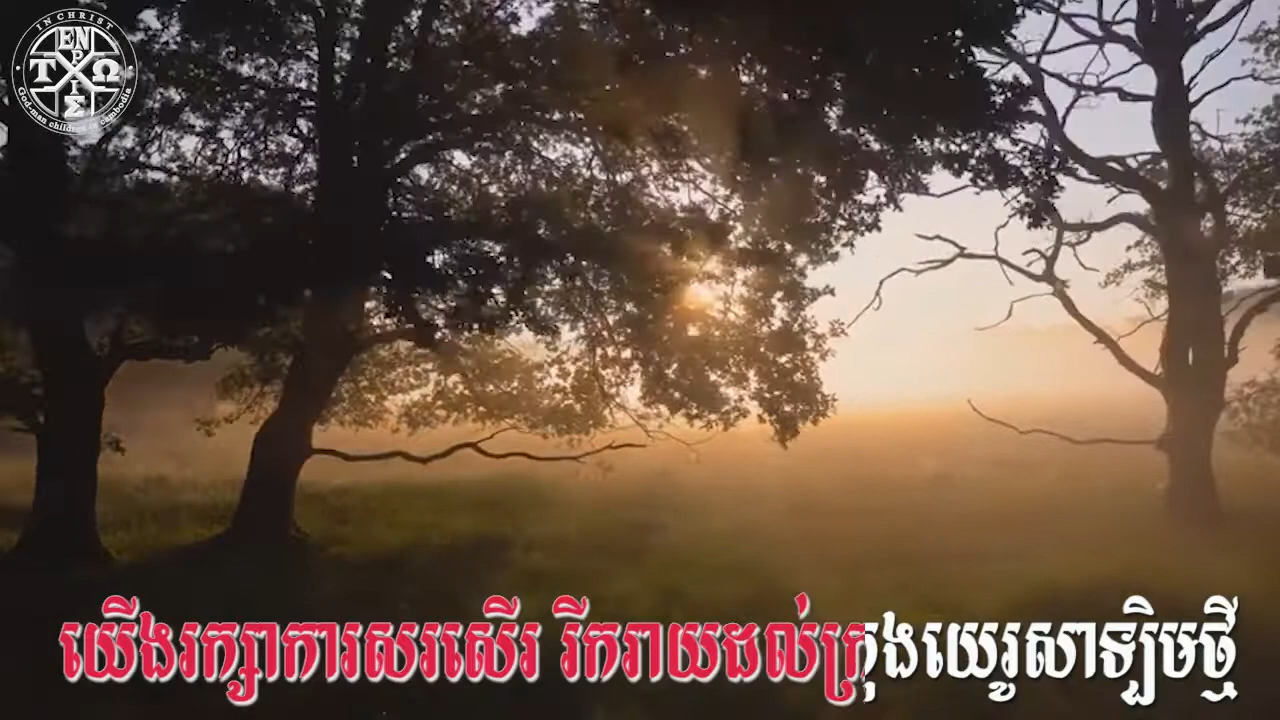 IN CHRIST
EN
P
T X Ω
I
Σ
God-man children in cambodia
យើងរក្សាការសរសើរ រីករាយដល់ក្រុងយេរូសាឡិមថ្មី